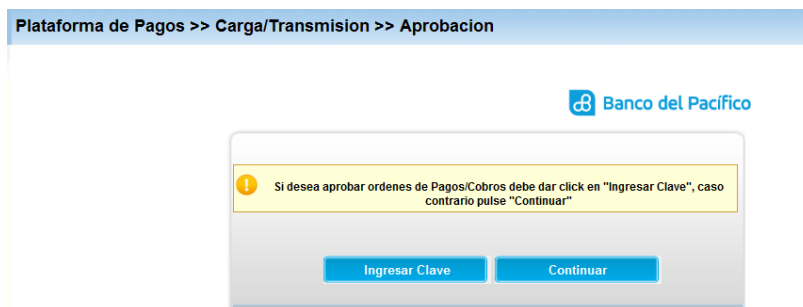 Plataforma de Pagos >> Carga/Transmision >> Aprobacion
Banco del Pacífico
Si desea aprobar ordenes de Pagos/Cobros debe dar click en "Ingresar Clave", caso
contrario pulse "Continuar"
Ingresar Clave
Continuar